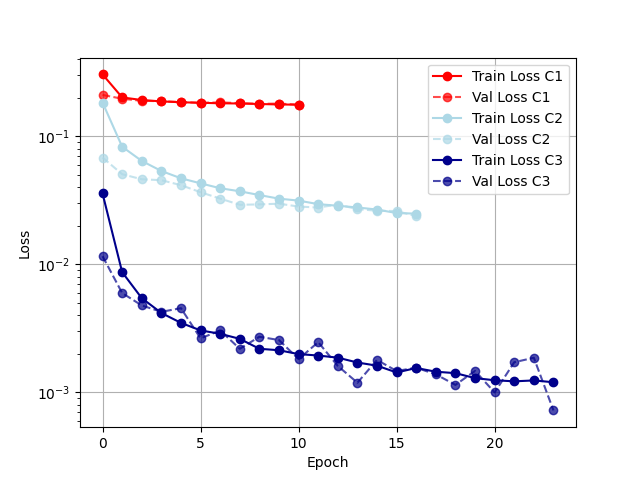 Train Loss C1
Val Loss C1
Train Loss C2
Val Loss C2
Train Loss C3
Val Loss C3
Loss
10⁻¹
10⁻²
10⁻³
0 5 10 15 20
Epoch